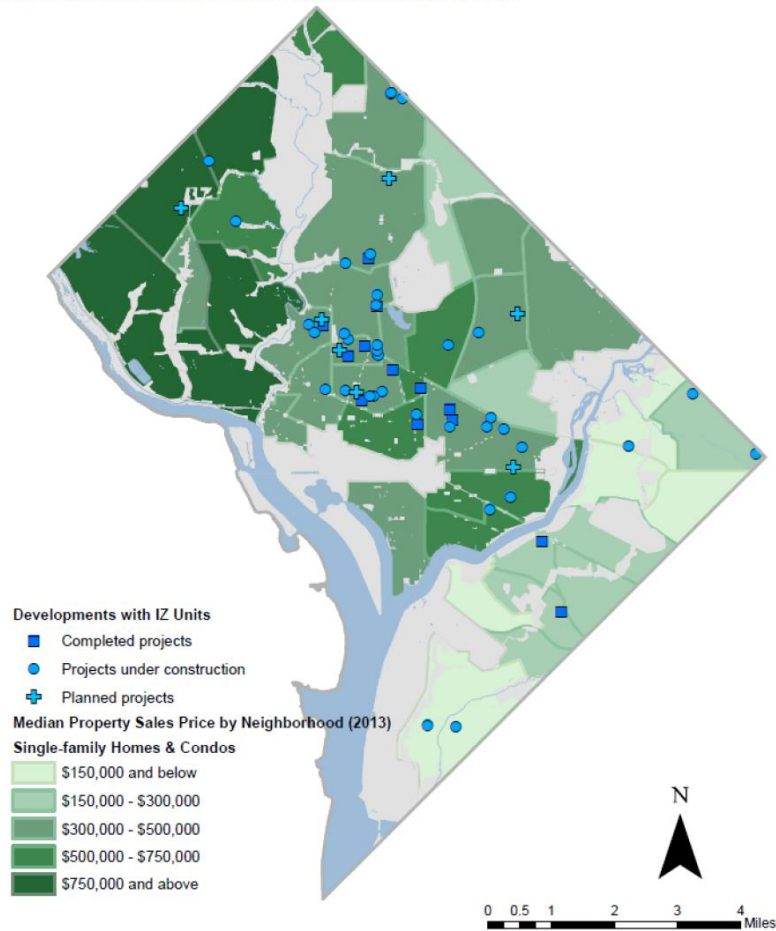 Developments with IZ Units
Completed projects
Projects under construction
Planned projects
Median Property Sales Price by Neighborhood (2013)
Single-family Homes & Condos
$150,000 and below
$150,000 - $300,000
$300,000 - $500,000
$500,000 - $750,000
$750,000 and above
N
0 0.5 1 2 3 4
Miles